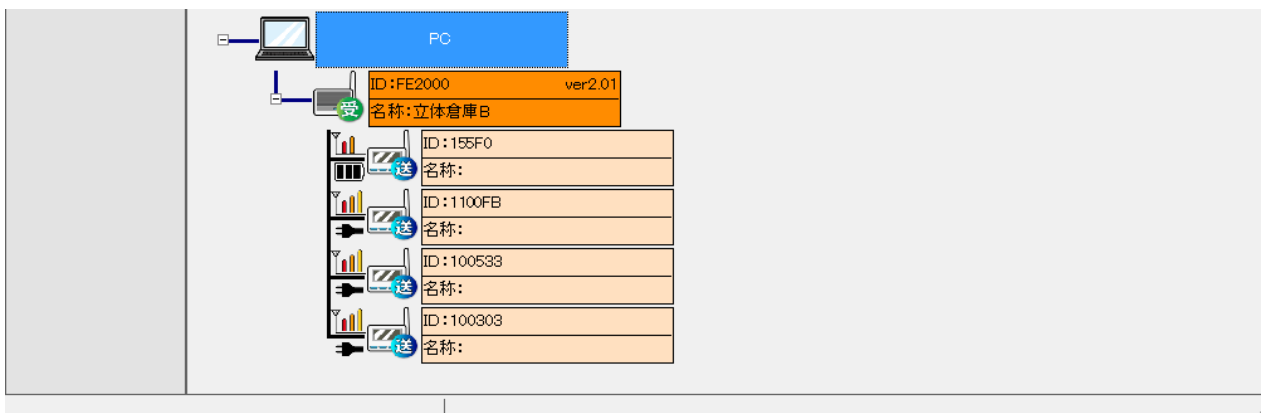 PC
ID:FE2000 ver2.01
受 名称:立体倉庫B
ID:155F0
送 名称:
ID:1100FB
送 名称:
ID:100533
送 名称:
ID:100303
送 名称: